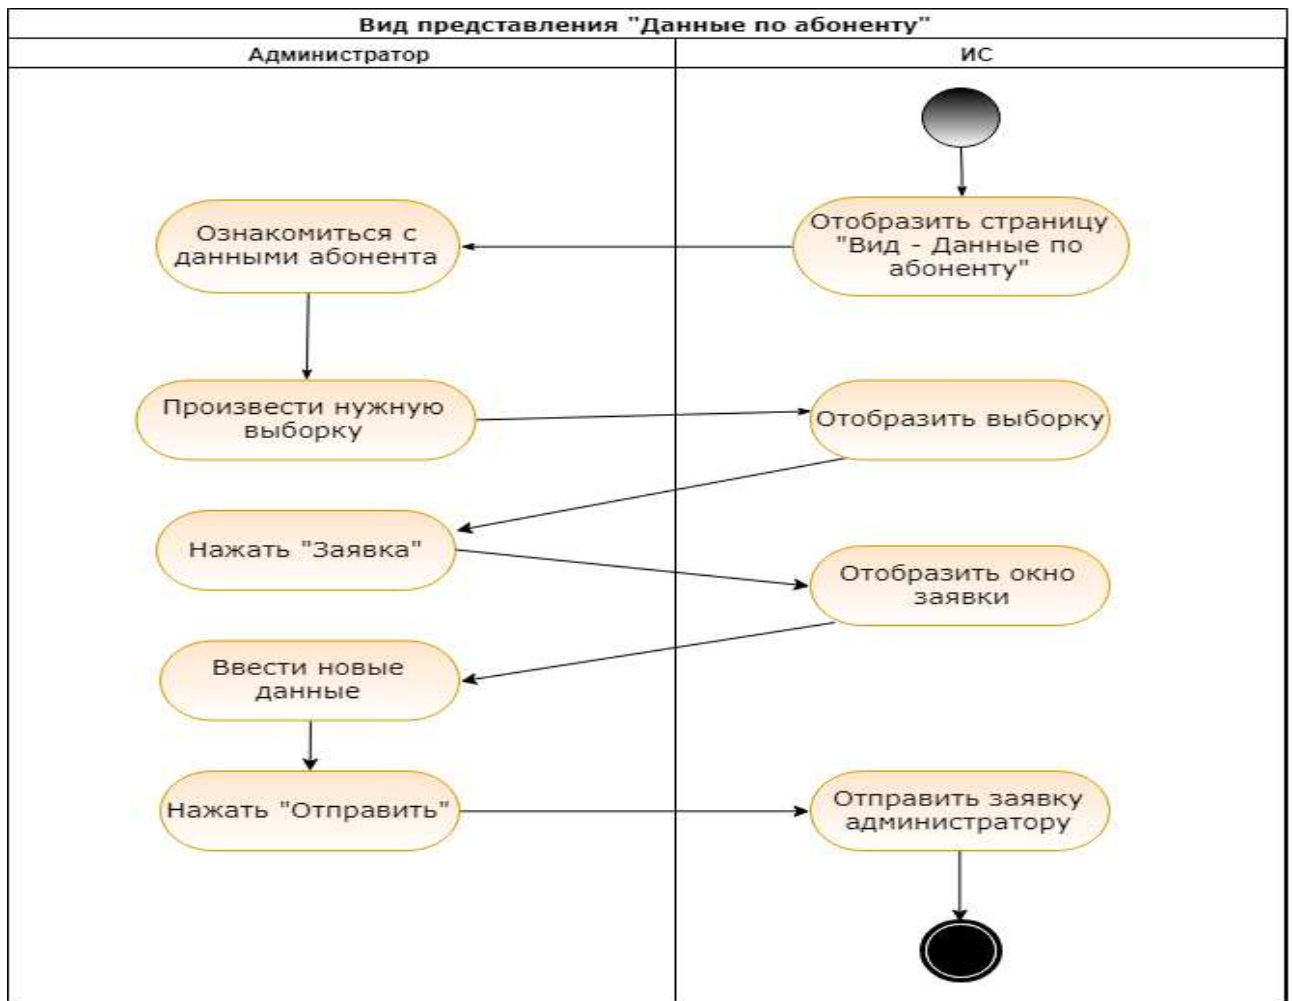 Вид представления "Данные по абоненту"
Администратор
ИС
Отобразить страницу
"Вид - Данные по
абоненту"
Ознакомиться с
данными абонента
Произвести нужную
выборку
Отобразить выборку
Нажать "Заявка"
Отобразить окно
заявки
Ввести новые
данные
Нажать "Отправить"
Отправить заявку
администратору